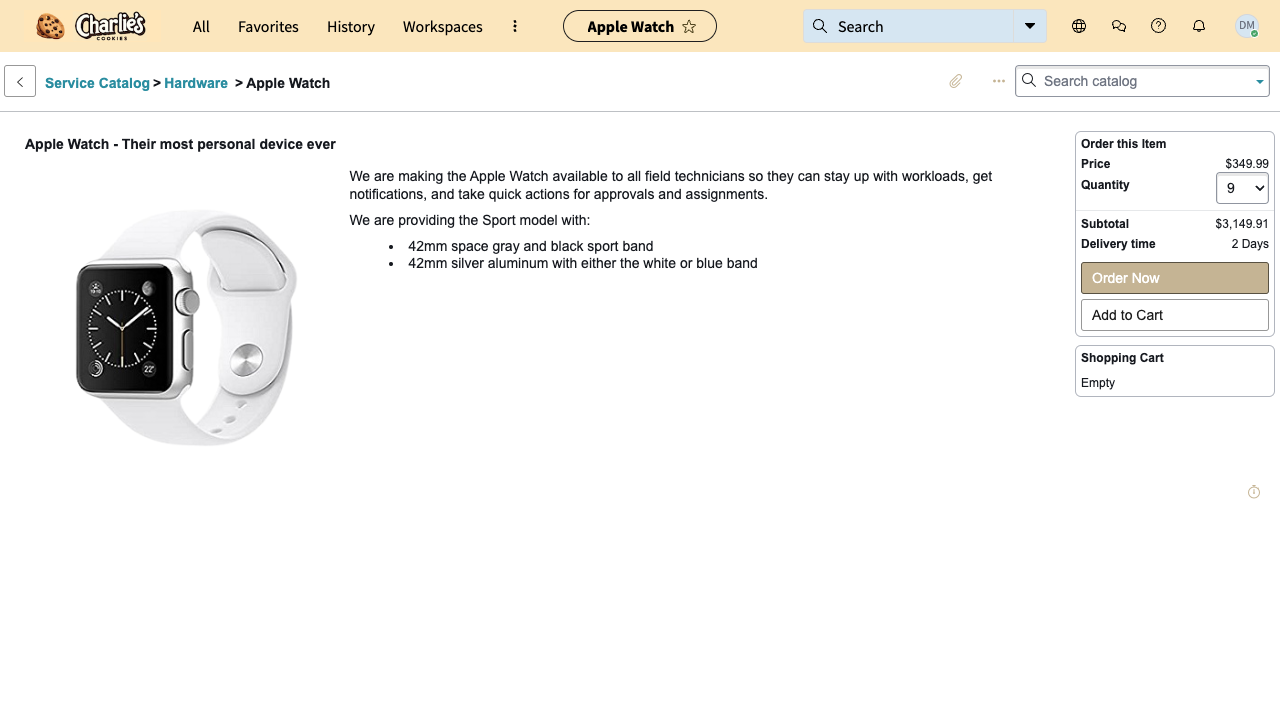 Charlie's
COOKIES
All
Favorites
History
Workspaces
Apple Watch
Search
DM
Service Catalog > Hardware > Apple Watch
Search catalog
Apple Watch - Their most personal device ever
We are making the Apple Watch available to all field technicians so they can stay up with workloads, get
notifications, and take quick actions for approvals and assignments.
We are providing the Sport model with:
• 42mm space gray and black sport band
• 42mm silver aluminum with either the white or blue band
22°
Order this Item
Price $349.99
Quantity 9
Subtotal $3,149.91
Delivery time 2 Days
Order Now
Add to Cart
Shopping Cart
Empty